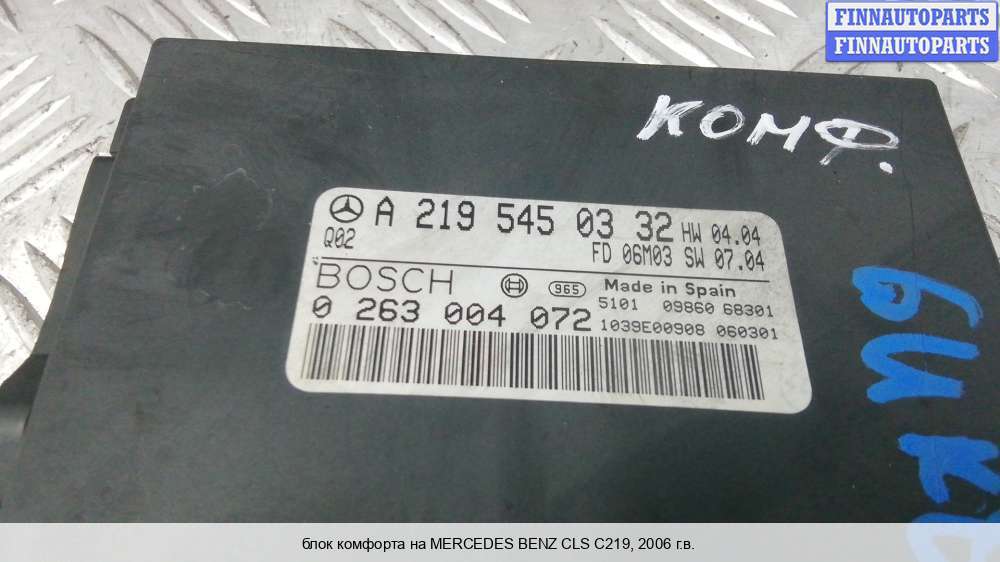 FINNAUTOPARTS
FINNAUTOPARTS
КОМФ.
A 219 545 03 32 HW 04.04
Q02 FD 06M03 SW 07.04
BOSCH 965 Made in Spain
5101 09860 68301
0 263 004 072 1039E00908 060301
блок комфорта на MERCEDES BENZ CLS C219, 2006 г.в.